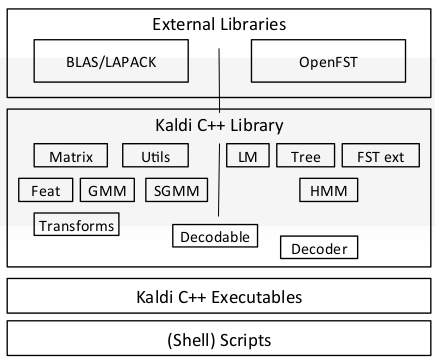 External Libraries
BLAS/LAPACK OpenFST
Kaldi C++ Library
Matrix Utils LM Tree FST ext
Feat GMM SGMM HMM
Transforms
Decodable
Decoder
Kaldi C++ Executables
(Shell) Scripts